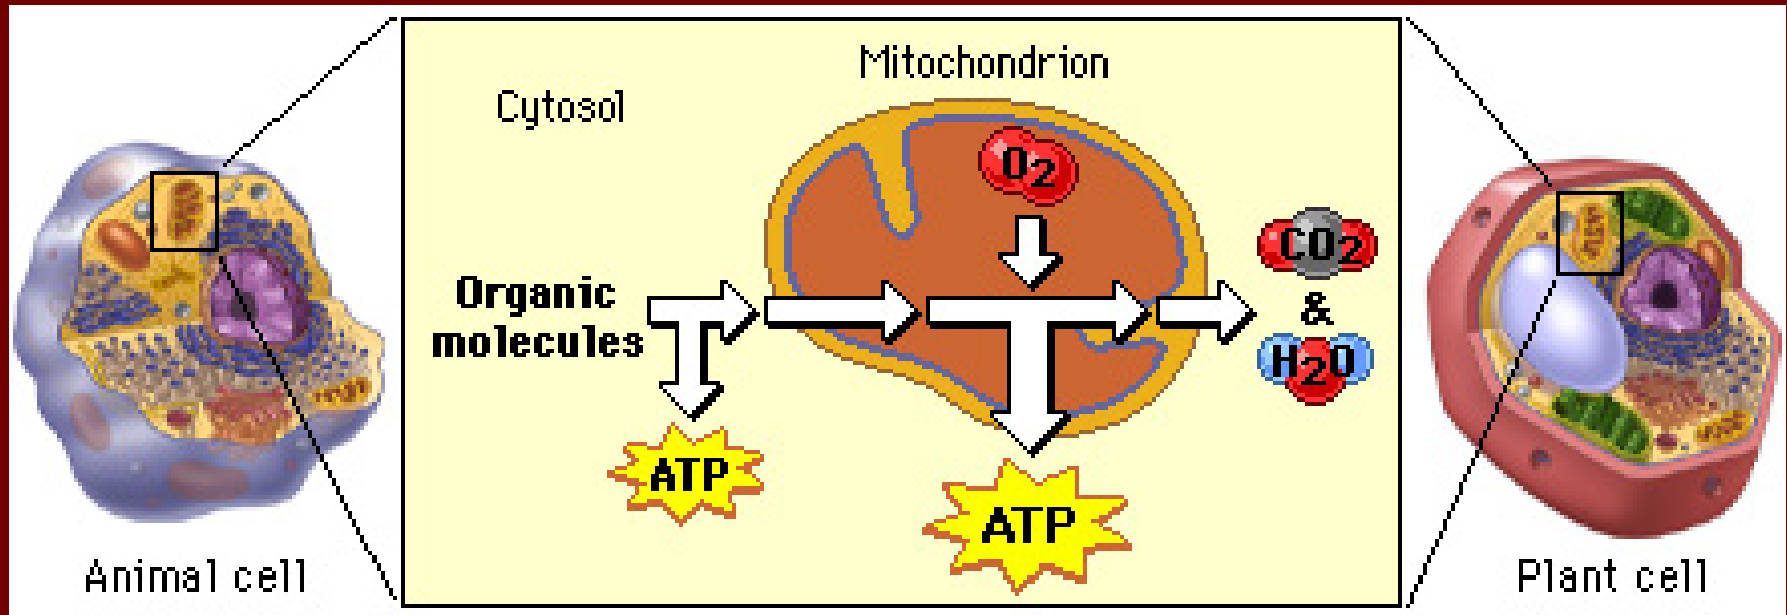 Mitochondrion
Cytosol
O2
CO2
Organic
molecules
&
H2O
ATP
ATP
Animal cell
Plant cell